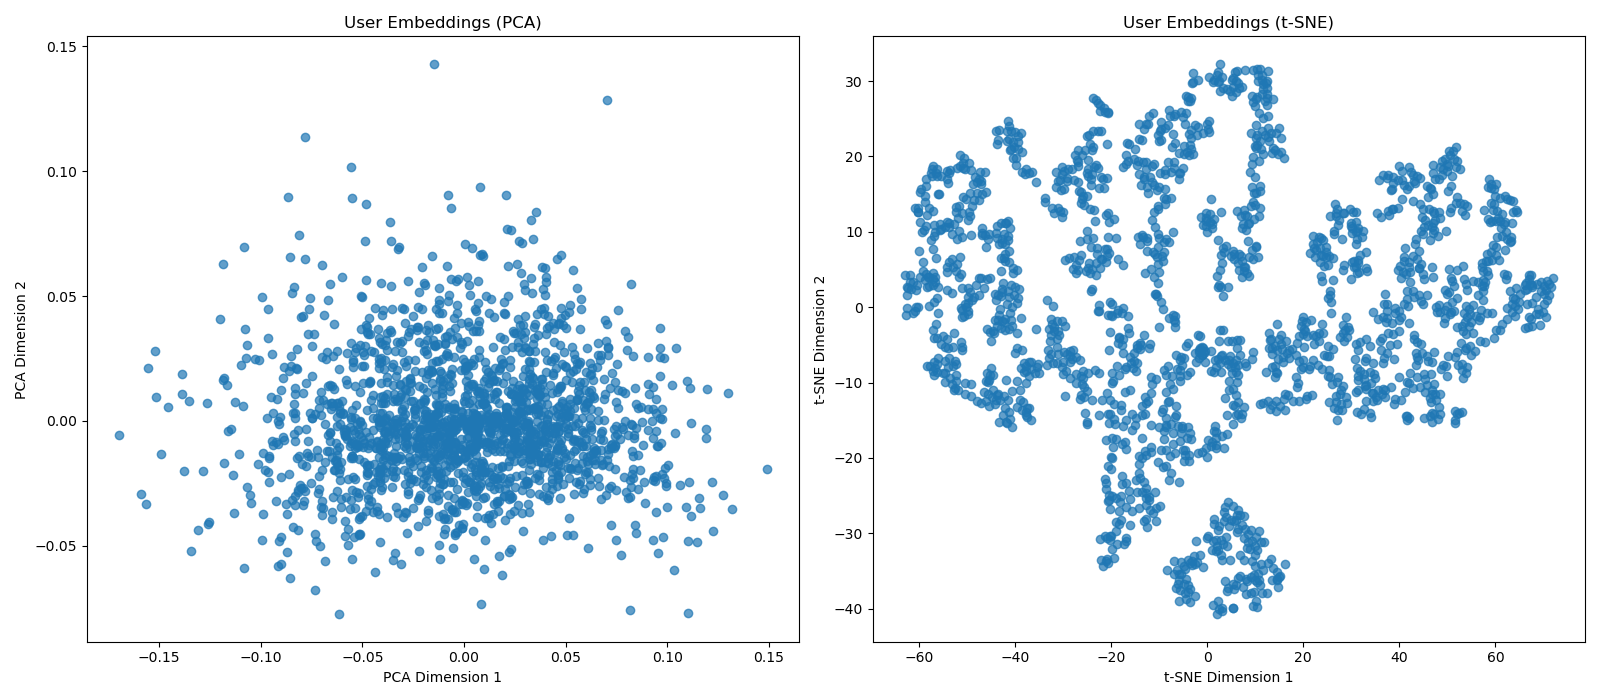 User Embeddings (PCA)
0.15
0.10
0.05
0.00
−0.05
PCA Dimension 2
−0.15 −0.10 −0.05 0.00 0.05 0.10 0.15
PCA Dimension 1
User Embeddings (t-SNE)
30
20
10
0
−10
−20
−30
−40
t-SNE Dimension 2
−60 −40 −20 0 20 40 60
t-SNE Dimension 1